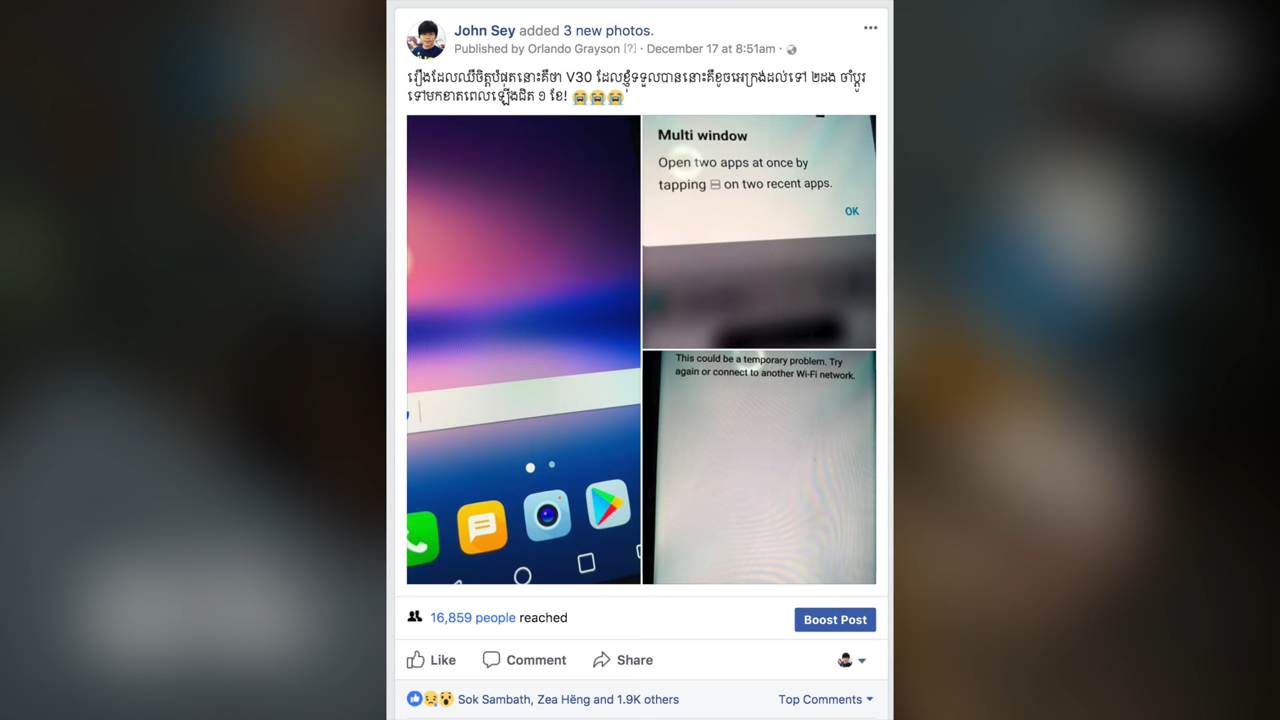 John Sey added 3 new photos.
Published by Orlando Grayson [?] · December 17 at 8:51am ·
រឿងដែលឈឺចិត្តបំផុតនោះគឺថា V30 ដែលខ្ញុំទទួលបាននោះគឺខូចអេក្រង់ដល់ទៅ ២ដង ចាំប្ដូរ
ទៅមកខាតពេលឡើងជិត ១ ខែ! 😭😭😭
Multi window
Open two apps at once by
tapping on two recent apps.
OK
This could be a temporary problem. Try
again or connect to another Wi-Fi network.
16,859 people reached
Boost Post
Like Comment Share
Sok Sambath, Zea Hëng and 1.9K others
Top Comments